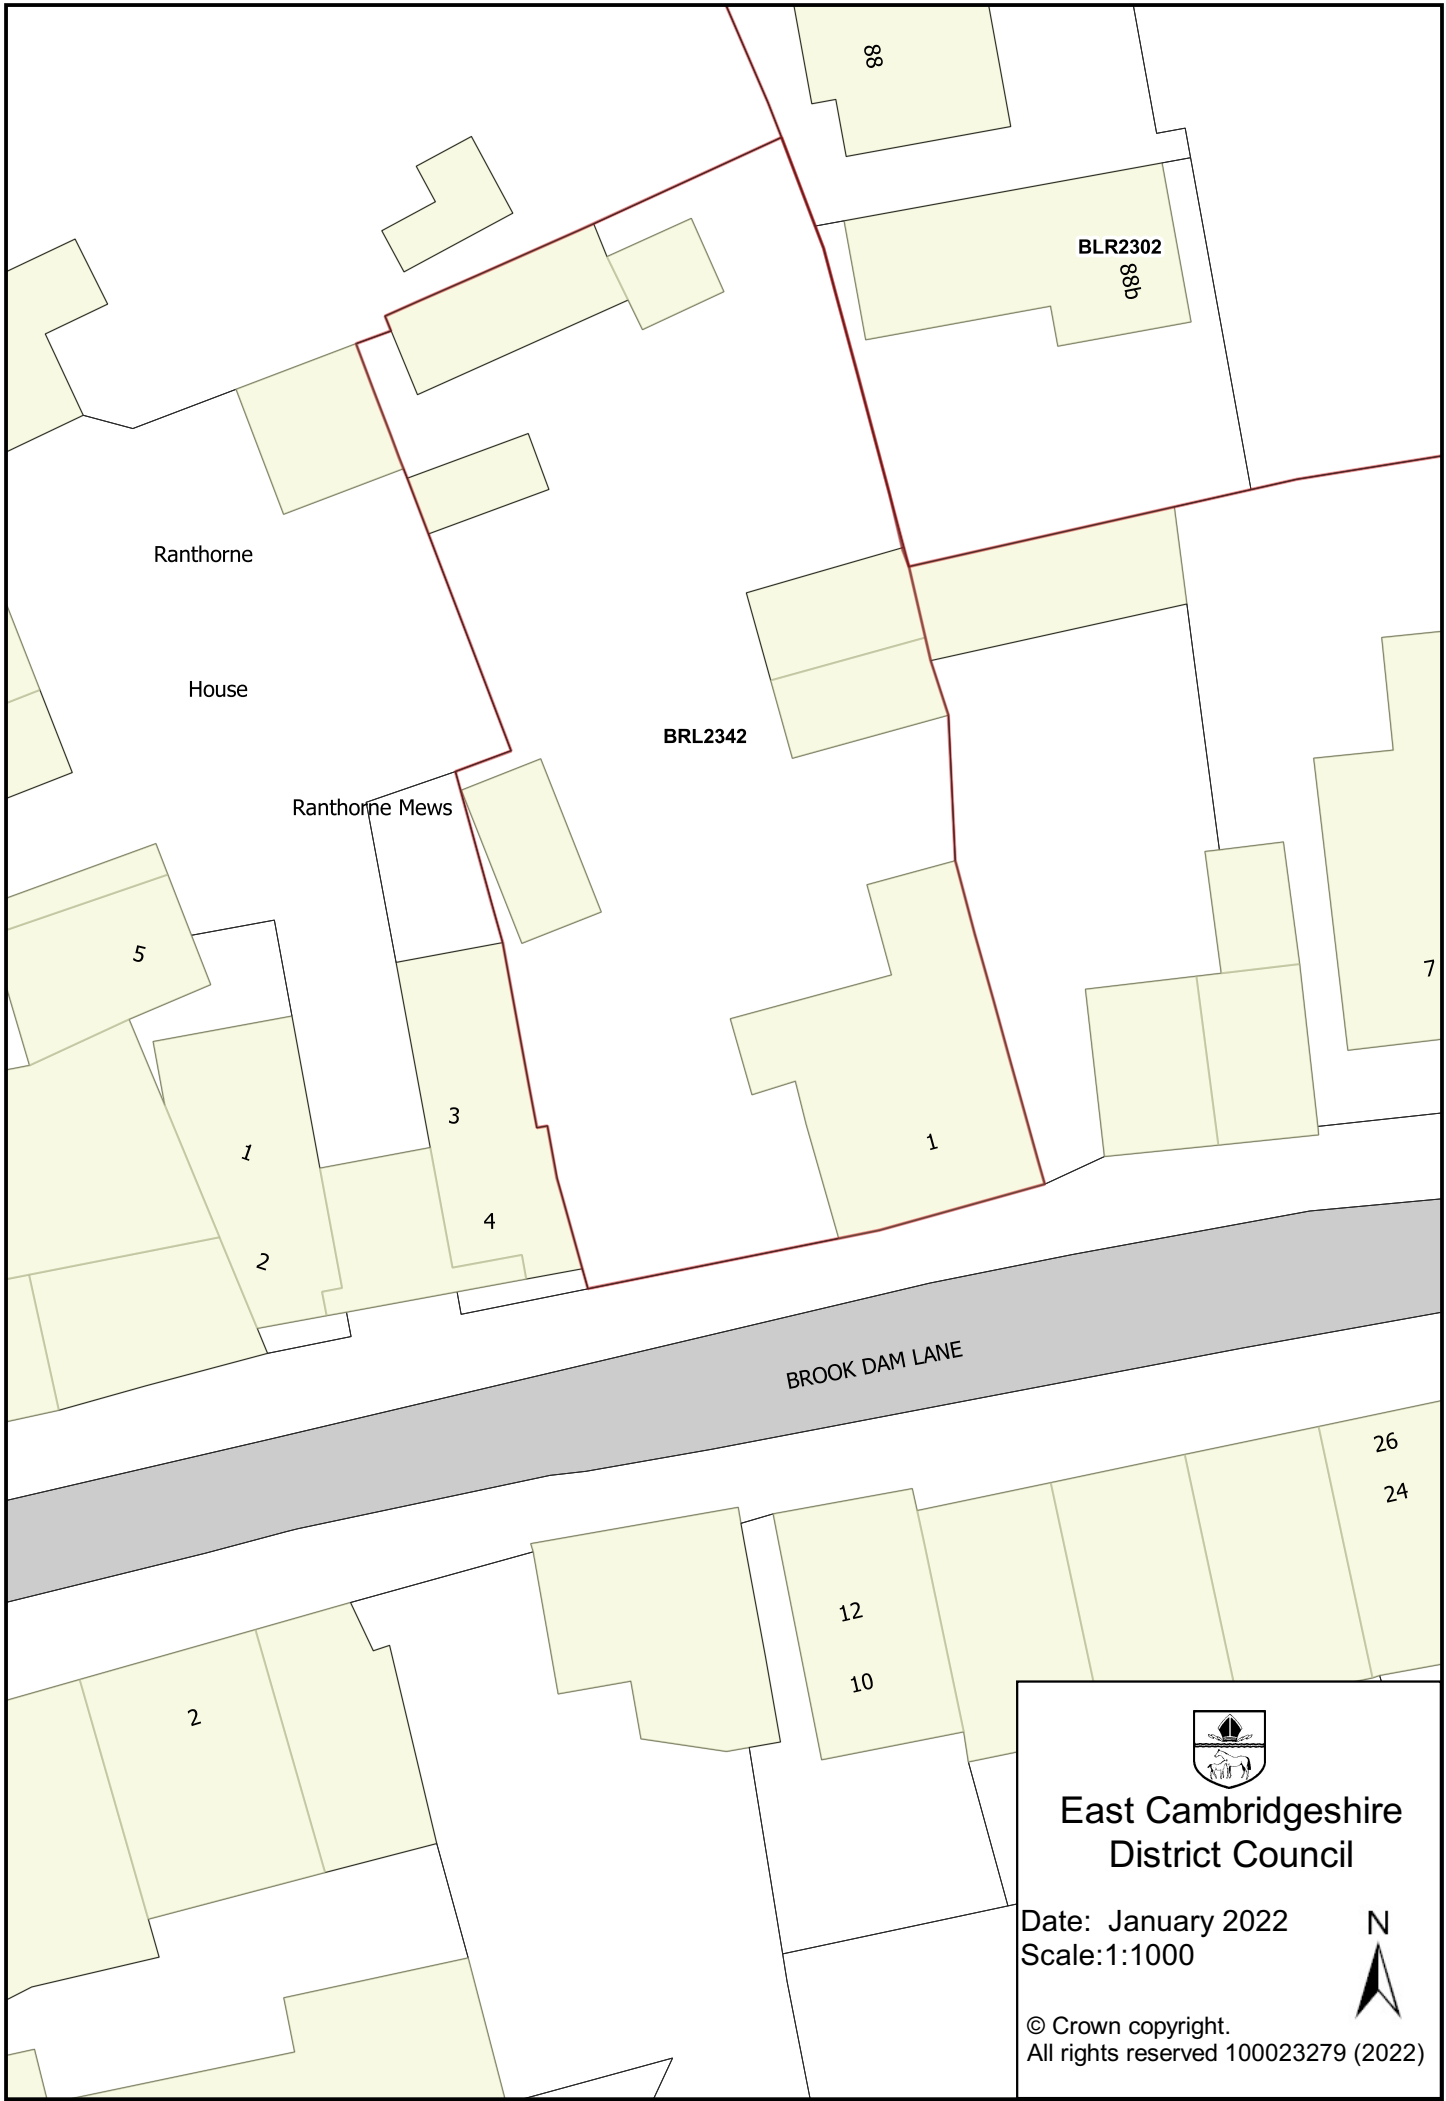 88
BLR2302
88b
Ranthorne
House
BRL2342
Ranthorne Mews
5
7
3
1
1
4
2
BROOK DAM LANE
26
24
12
10
2
East Cambridgeshire
District Council
Date: January 2022
N
Scale:1:1000
© Crown copyright.
All rights reserved 100023279 (2022)